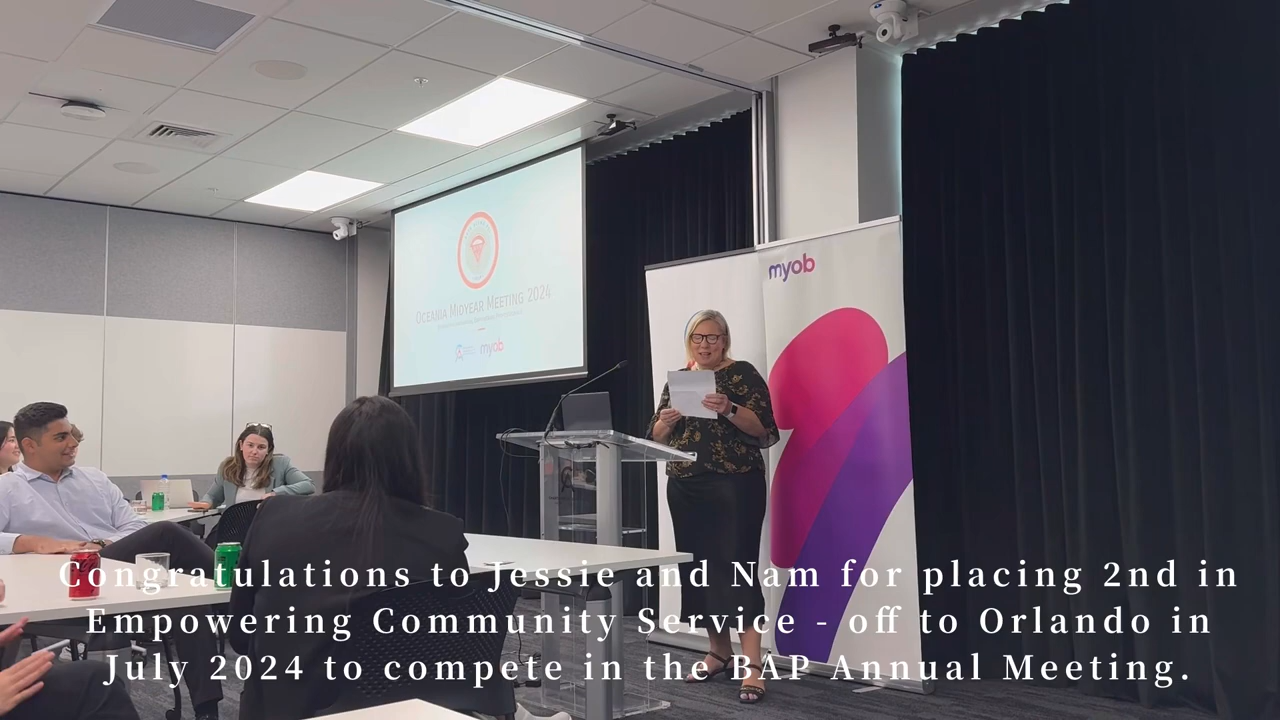 myob
OCEANIA MIDYEAR MEETING 2024
myob
Congratulations to Jessie and Nam for placing 2nd in
Empowering Community Service - off to Orlando in
July 2024 to compete in the BAP Annual Meeting.